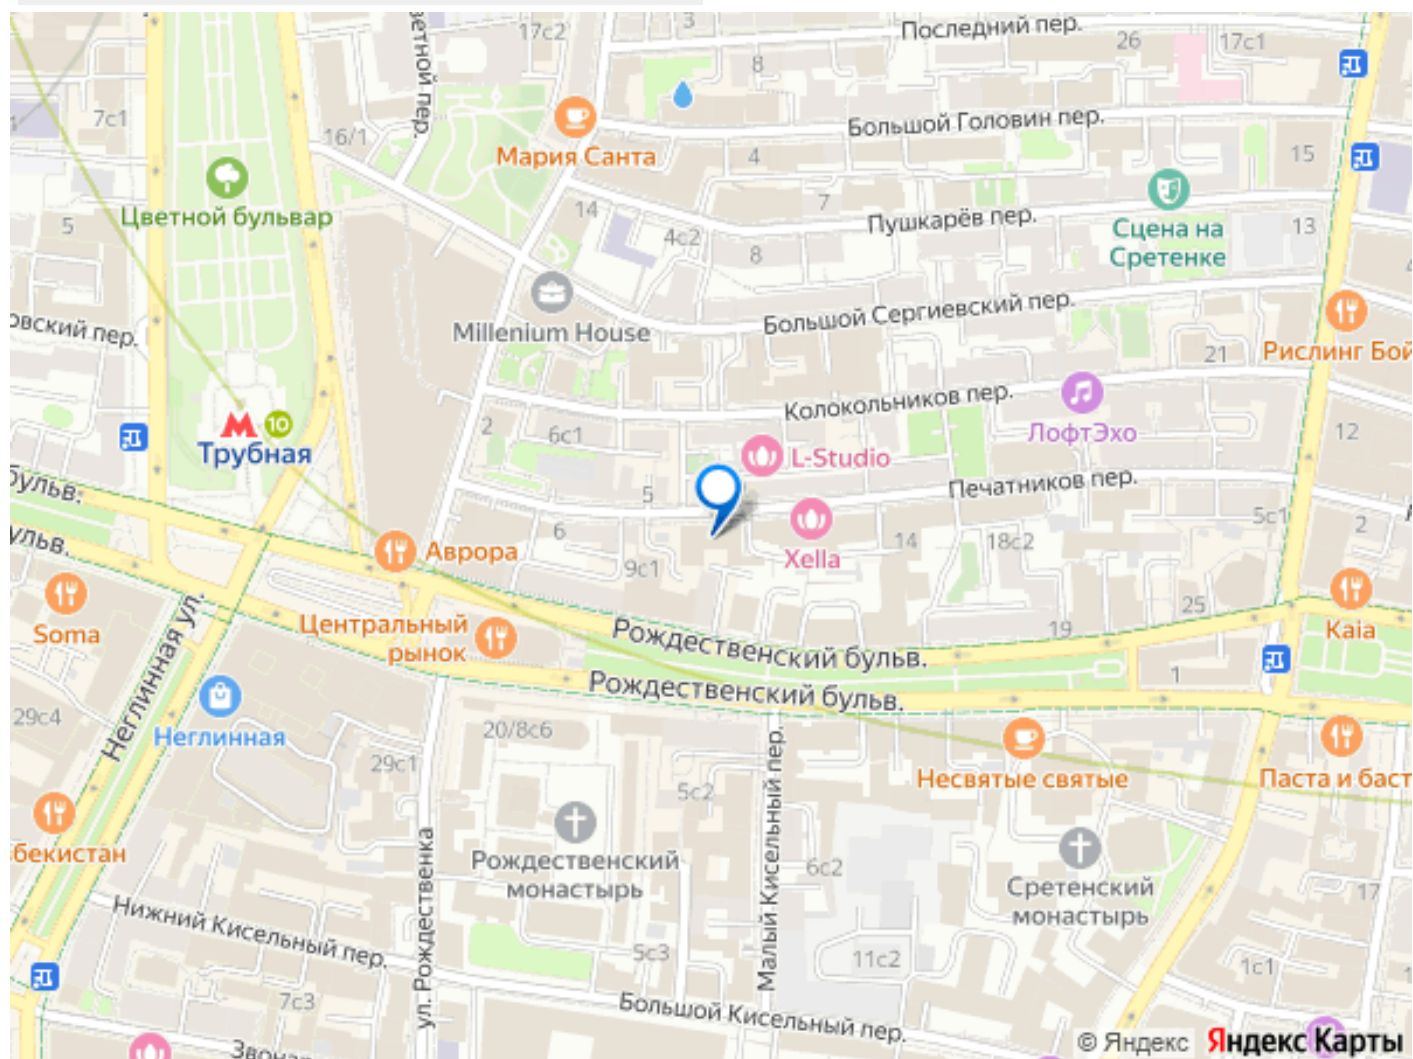 17с2
3
Последний пер.
26
17с1
8
7с1
Большой Головин пер.
16/1
Мария Санта
4
15
Цветной бульвар
5
14
7
Пушкарёв пер.
4с2
8
Сцена на
Сретенке
13
Millenium House
Большой Сергиевский пер.
21
Рислинг Бой
Колокольников пер.
ЛофтЭхо
10
Трубная
2
6с1
12
L-Studio
Печатников пер.
5
6
Xella
14
18с2
5с1
2
Аврора
9с1
Soma
Центральный
рынок
Рождественский бульв.
19
25
Kaia
1
Рождественский бульв.
Неглинная ул.
29с4
Неглинная
20/8с6
29с1
5с2
Малый Кисельный пер.
Несвятые святые
Паста и баст
бекистан
Рождественский
монастырь
6с2
Сретенский
монастырь
17
ул. Рождественка
Нижний Кисельный пер.
5с3
11с2
1с1
7с3
Большой Кисельный пер.
© Яндекс Яндекс Карты